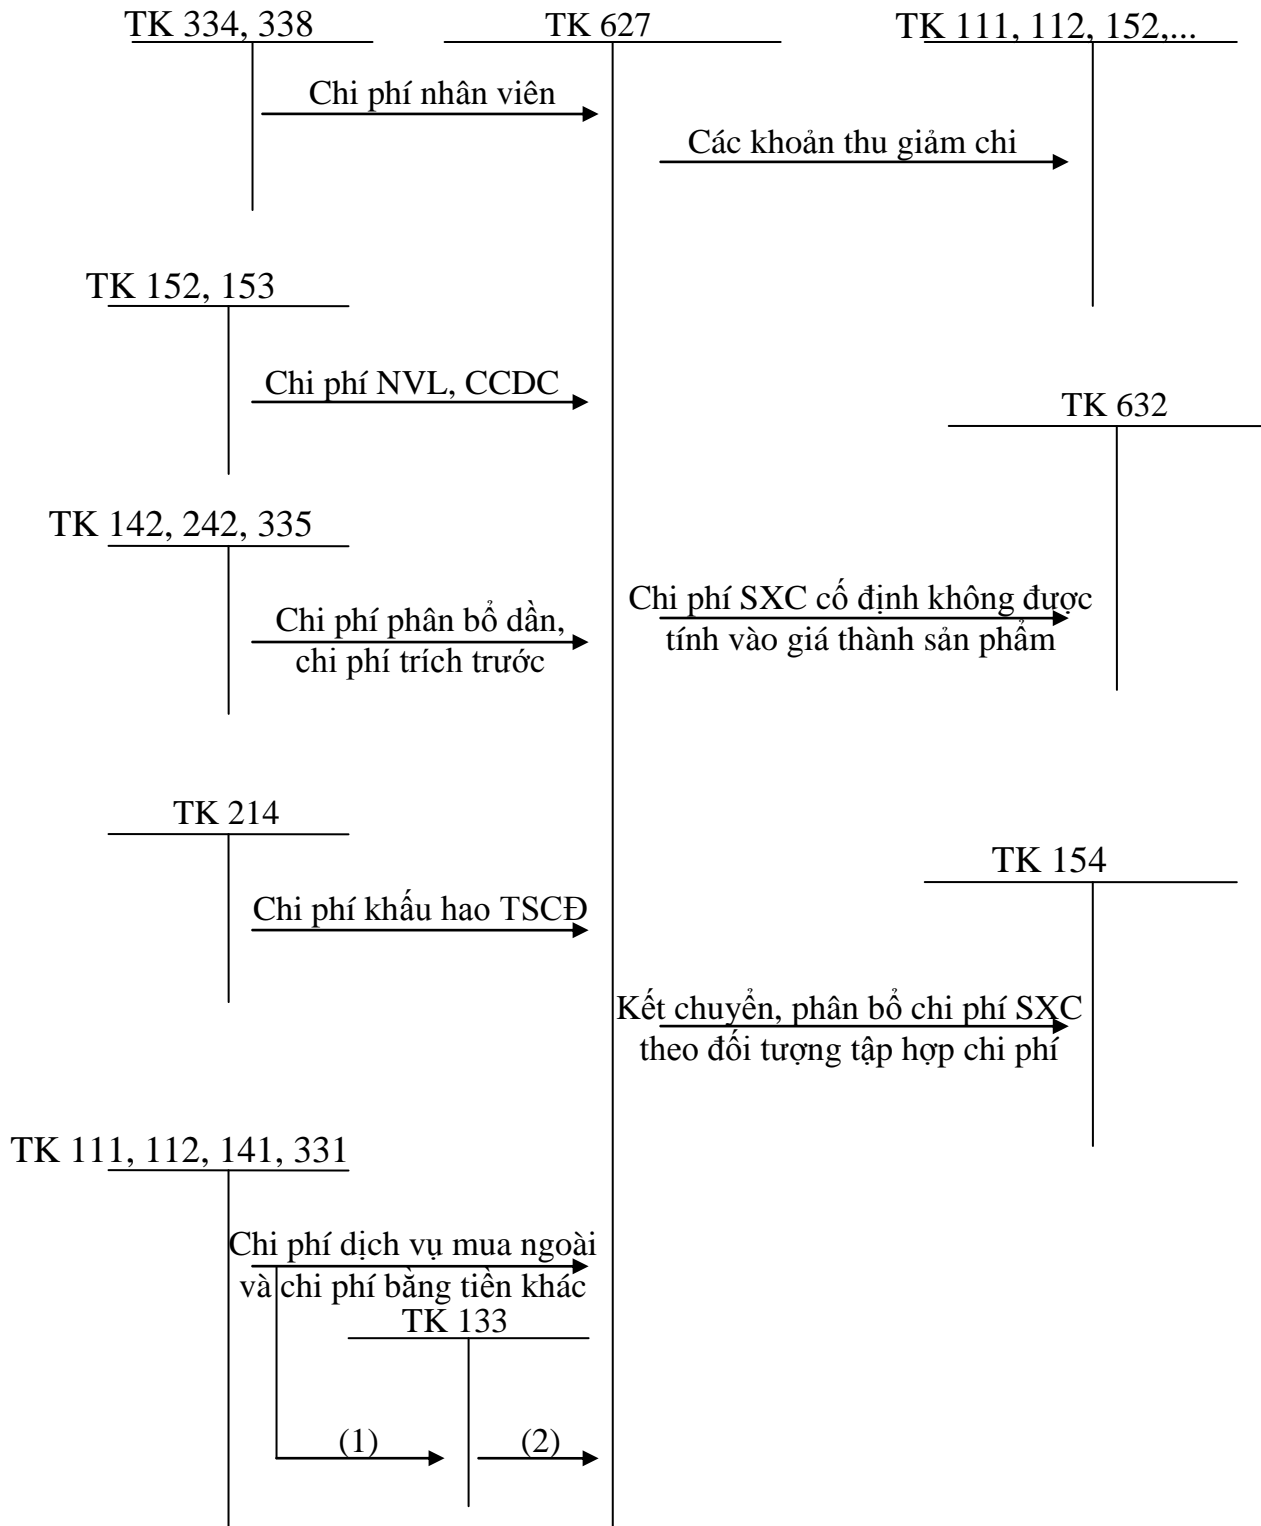 TK 334, 338
TK 627
TK 111, 112, 152,...
Chi phí nhân viên
Các khoản thu giảm chi
TK 152, 153
Chi phí NVL, CCDC
TK 632
TK 142, 242, 335
Chi phí phân bổ dần,
chi phí trích trước
Chi phí SXC cố định không được
tính vào giá thành sản phẩm
TK 214
TK 154
Chi phí khấu hao TSCĐ
Kết chuyển, phân bổ chi phí SXC
theo đối tượng tập hợp chi phí
TK 111, 112, 141, 331
Chi phí dịch vụ mua ngoài
và chi phí bằng tiền khác
TK 133
(1)
(2)